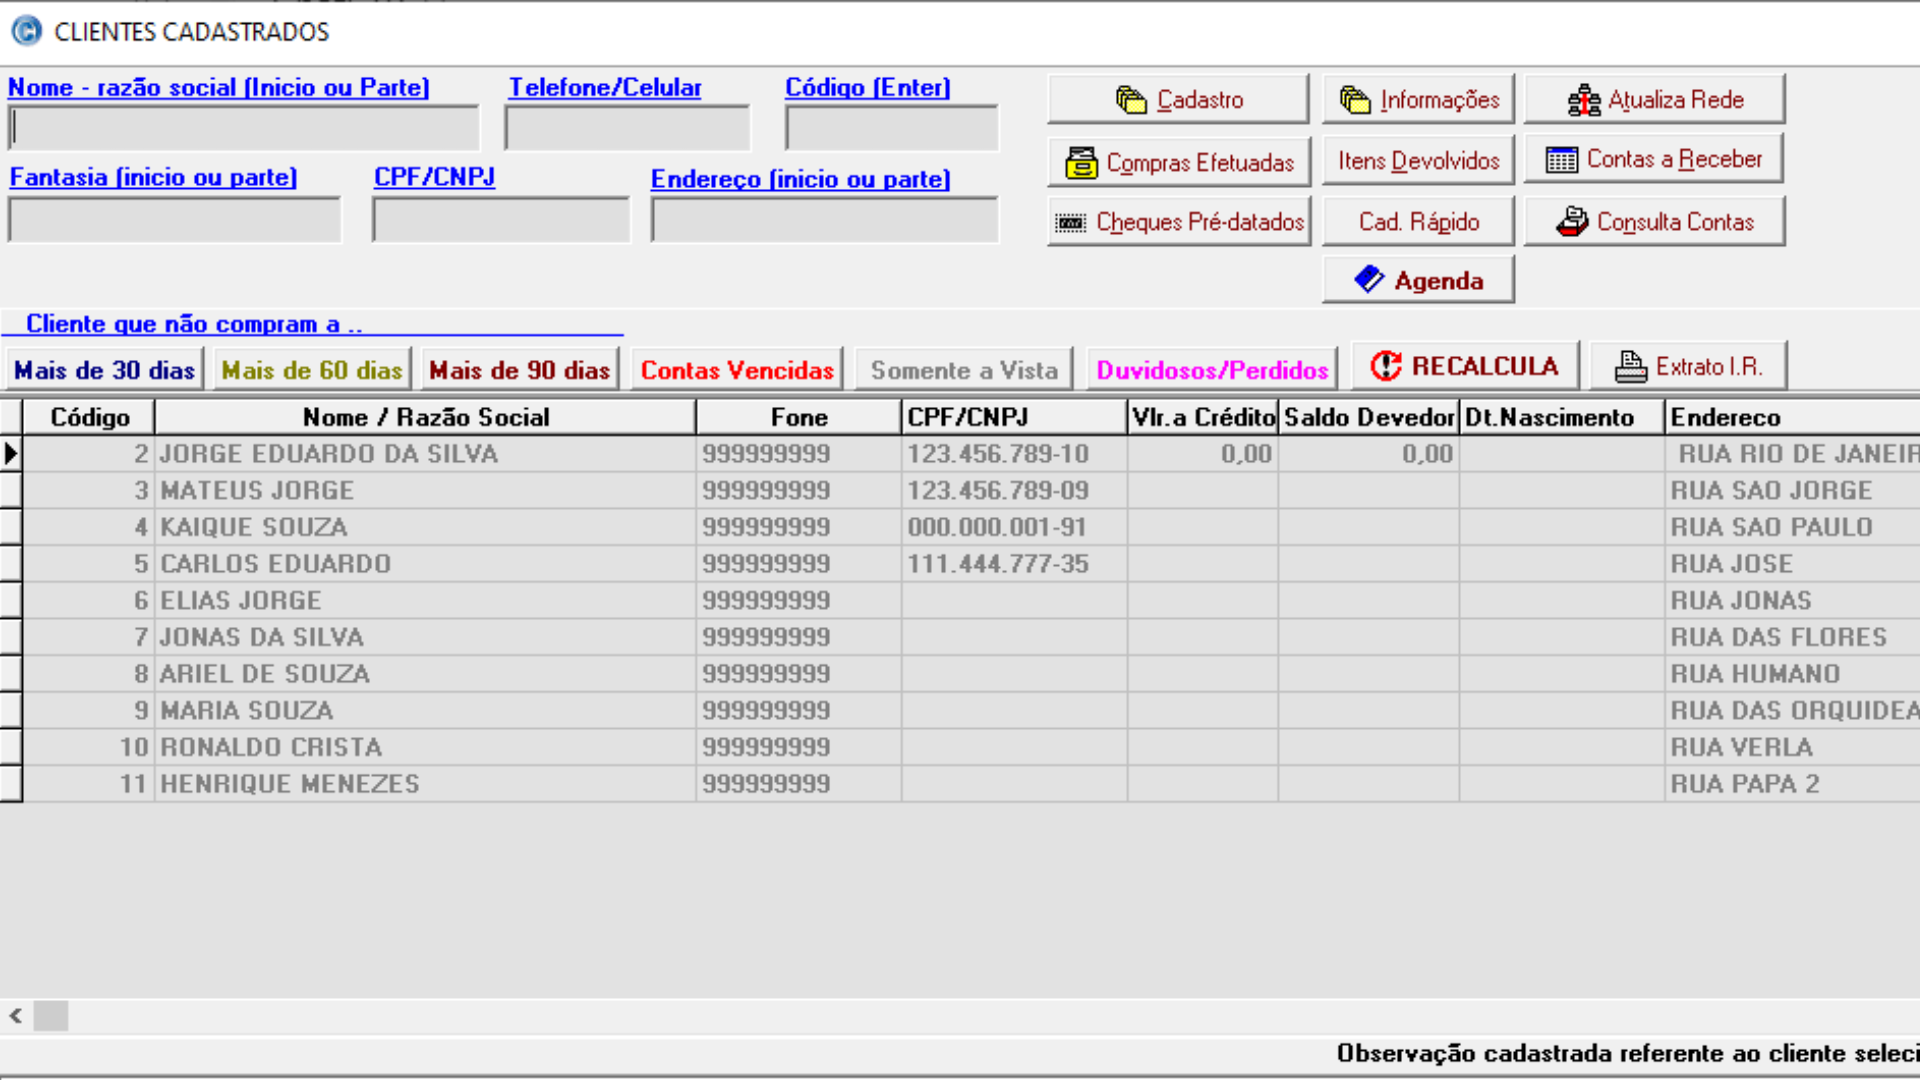 CLIENTES CADASTRADOS
Nome - razão social (Inicio ou Parte)
Telefone/Celular
Código (Enter)
Fantasia (inicio ou parte)
CPF/CNPJ
Endereço (inicio ou parte)
Cadastro
Informações
Atualiza Rede
Compras Efetuadas
Itens Devolvidos
Contas a Receber
Cheques Pré-datados
Cad. Rápido
Consulta Contas
Agenda
Cliente que não compram a ..
Mais de 30 dias
Mais de 60 dias
Mais de 90 dias
Contas Vencidas
Somente a Vista
Duvidosos/Perdidos
RECALCULA
Extrato I.R.
Código Nome / Razão Social Fone CPF/CNPJ Vlr.a Crédito Saldo Devedor Dt.Nascimento Endereco
2 JORGE EDUARDO DA SILVA 999999999 123.456.789-10 0,00 0,00 RUA RIO DE JANEIR
3 MATEUS JORGE 999999999 123.456.789-09 RUA SAO JORGE
4 KAIQUE SOUZA 999999999 000.000.001-91 RUA SAO PAULO
5 CARLOS EDUARDO 999999999 111.444.777-35 RUA JOSE
6 ELIAS JORGE 999999999 RUA JONAS
7 JONAS DA SILVA 999999999 RUA DAS FLORES
8 ARIEL DE SOUZA 999999999 RUA HUMANO
9 MARIA SOUZA 999999999 RUA DAS ORQUIDEA
10 RONALDO CRISTA 999999999 RUA VERLA
11 HENRIQUE MENEZES 999999999 RUA PAPA 2
Observação cadastrada referente ao cliente seleci